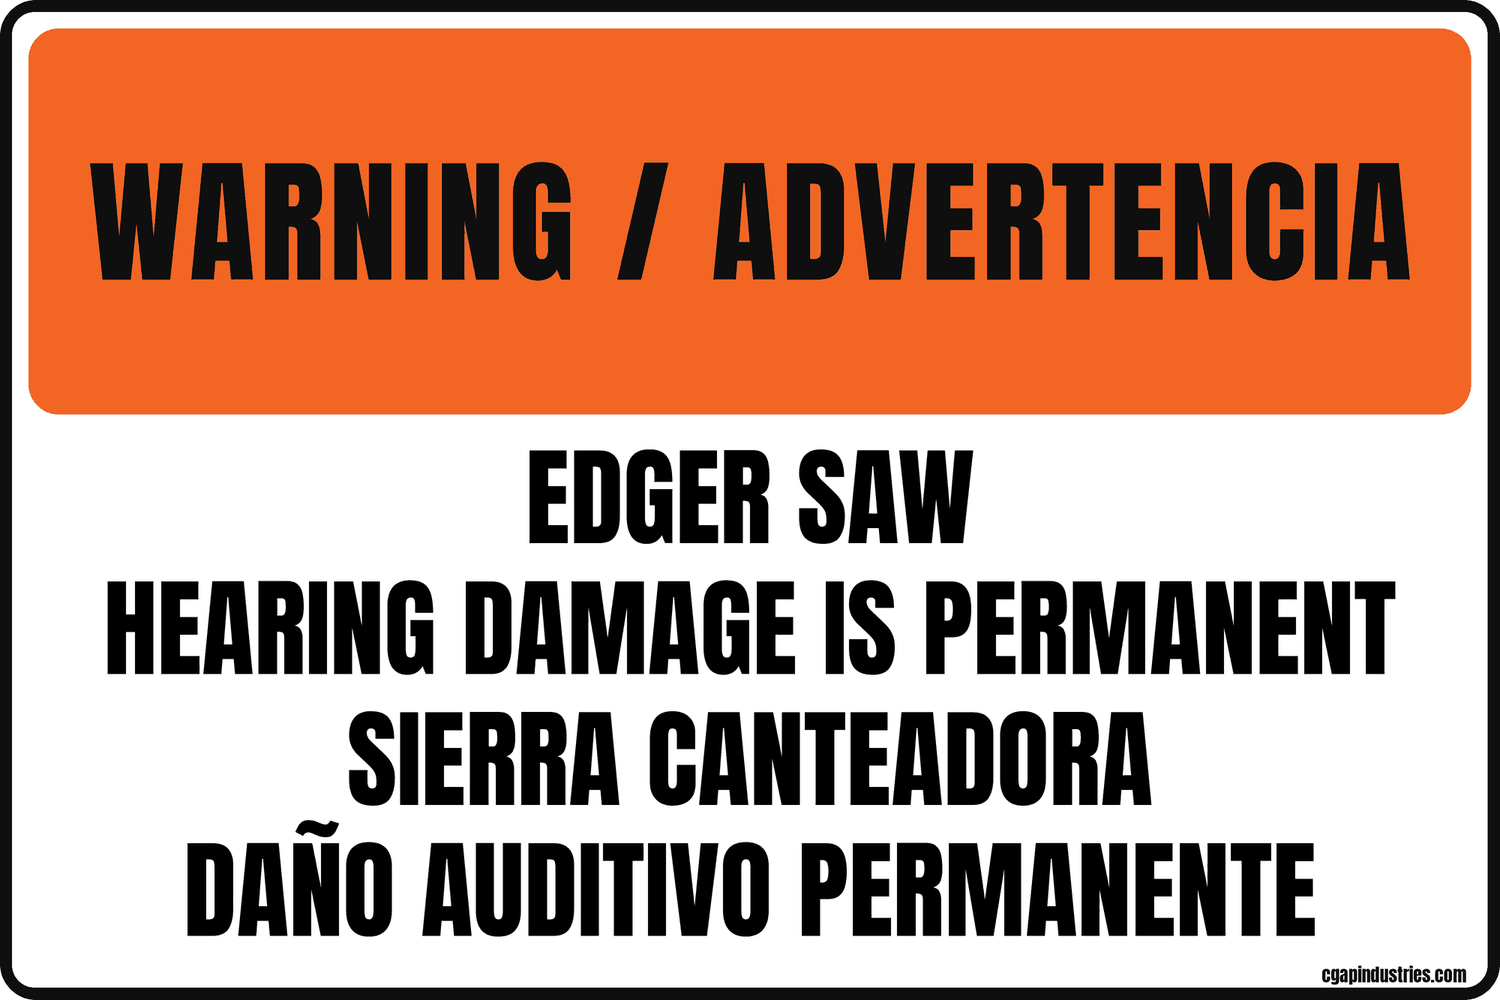 WARNING / ADVERTENCIA
EDGER SAW
HEARING DAMAGE IS PERMANENT
SIERRA CANTEADORA
DAÑO AUDITIVO PERMANENTE
cgapindustries.com